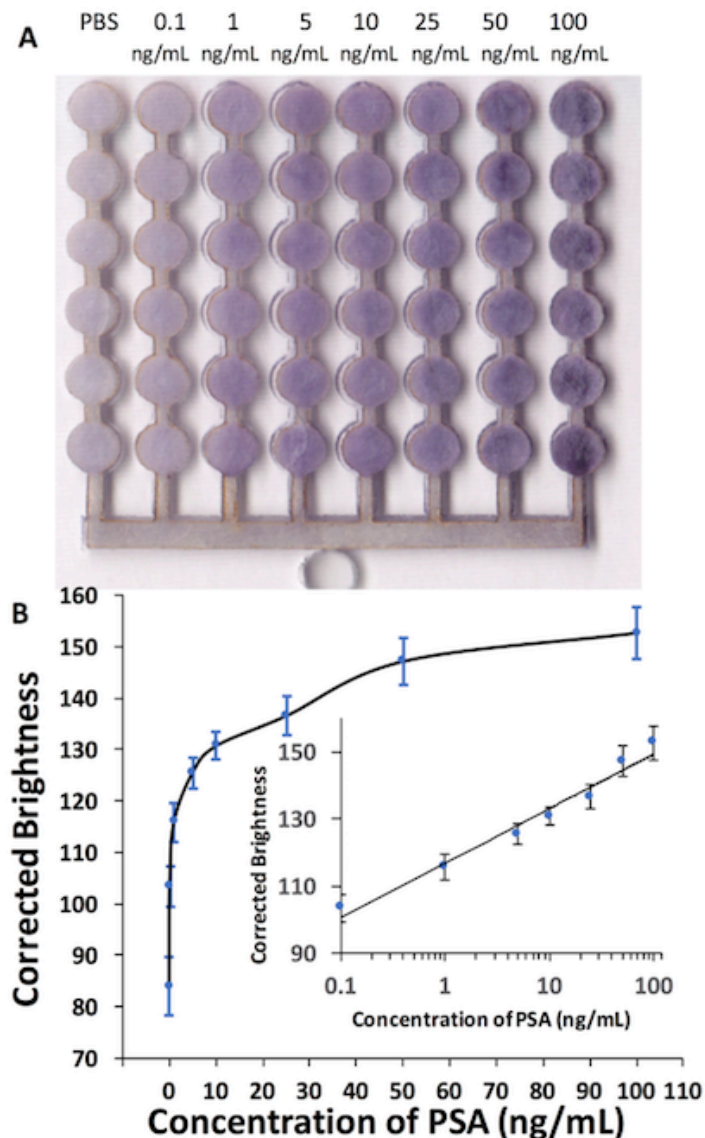 A
PBS 0.1 1 5 10 25 50 100
ng/mL ng/mL ng/mL ng/mL ng/mL ng/mL ng/mL
B
160
150
140
130
120
110
100
90
80
70
Corrected Brightness
0 10 20 30 40 50 60 70 80 90 100 110
Concentration of PSA (ng/mL)
150
130
110
90
Corrected Brightness
0.1 1 10 100
Concentration of PSA (ng/mL)